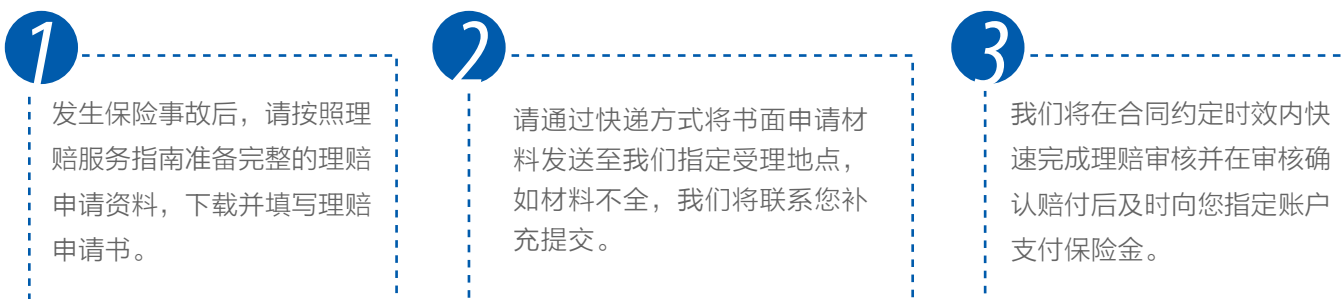 1
发生保险事故后，请按照理
赔服务指南准备完整的理赔
申请资料，下载并填写理赔
申请书。
2
请通过快递方式将书面申请材
料发送至我们指定受理地点，
如材料不全，我们将联系您补
充提交。
3
我们将在合同约定时效内快
速完成理赔审核并在审核确
认赔付后及时向您指定账户
支付保险金。